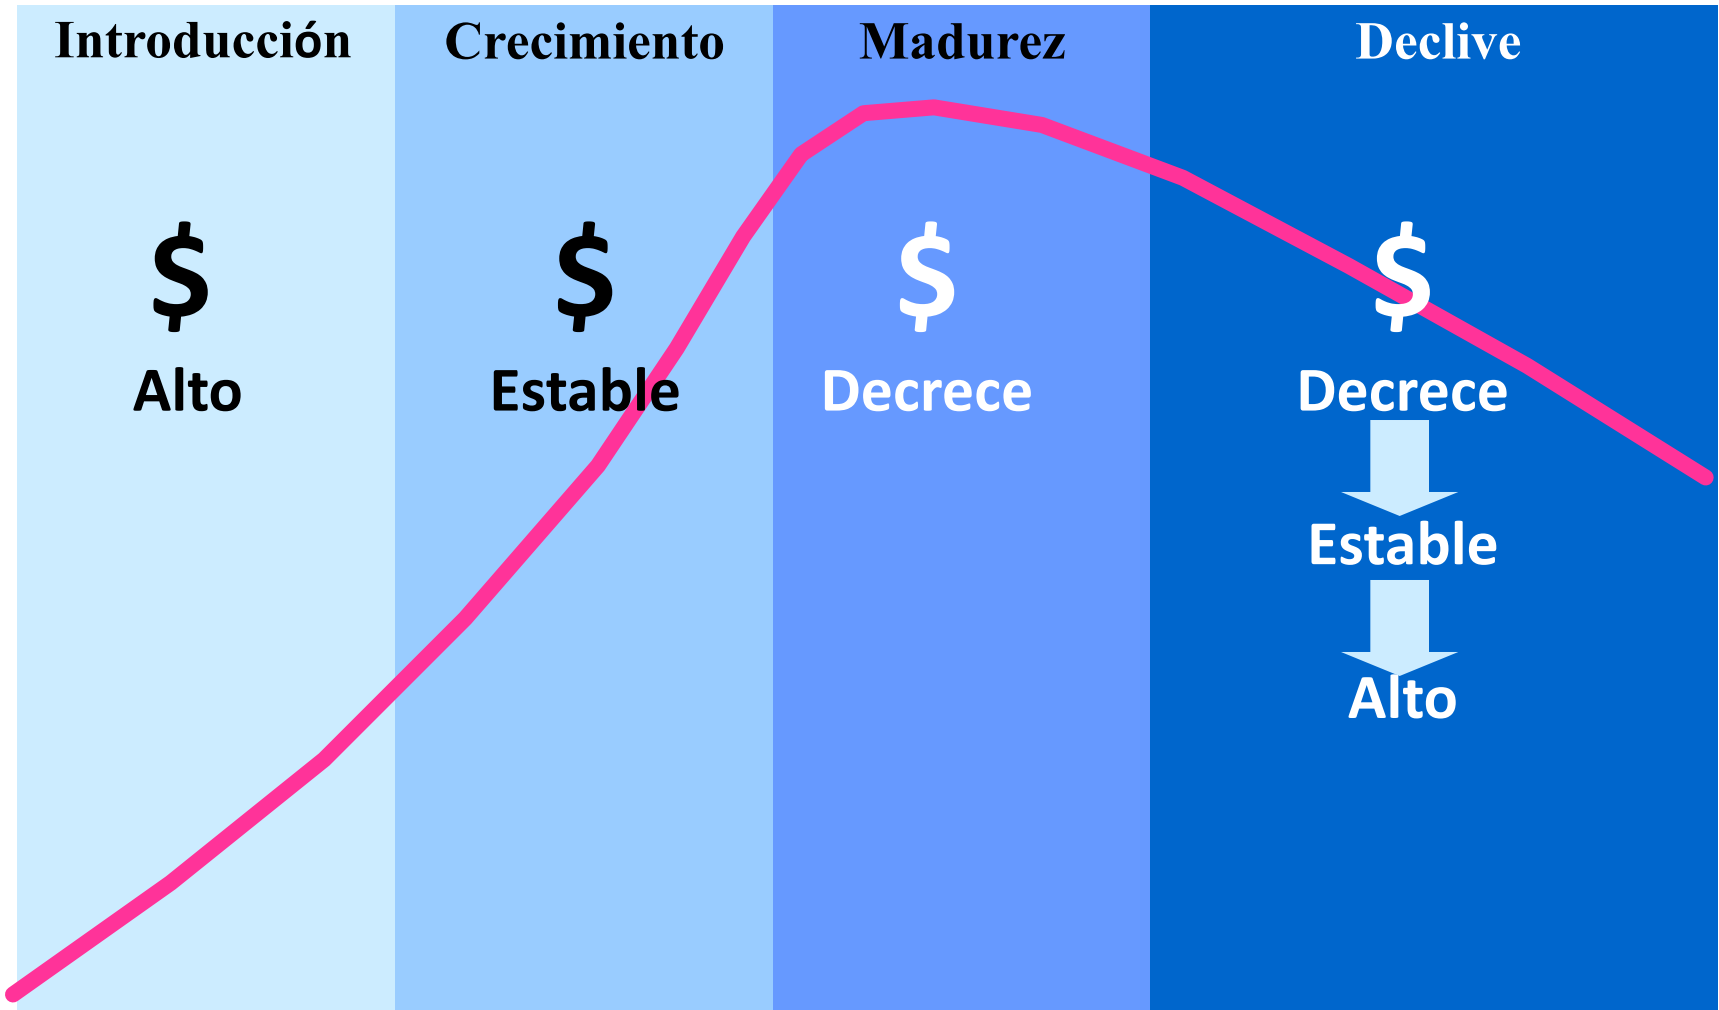 Introducción
Crecimiento
Madurez
Declive
$
$
$
$
Alto
Estable
Decrece
Decrece
Estable
Alto